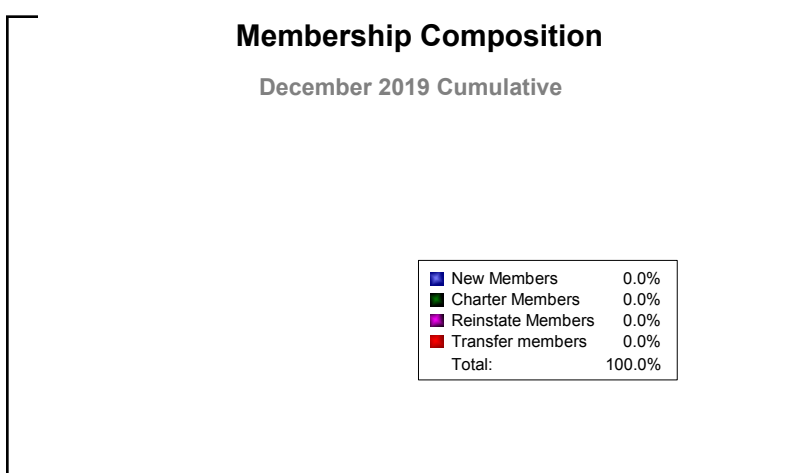 Membership Composition
December 2019 Cumulative
New Members 0.0%
Charter Members 0.0%
Reinstate Members 0.0%
Transfer members 0.0%
Total: 100.0%